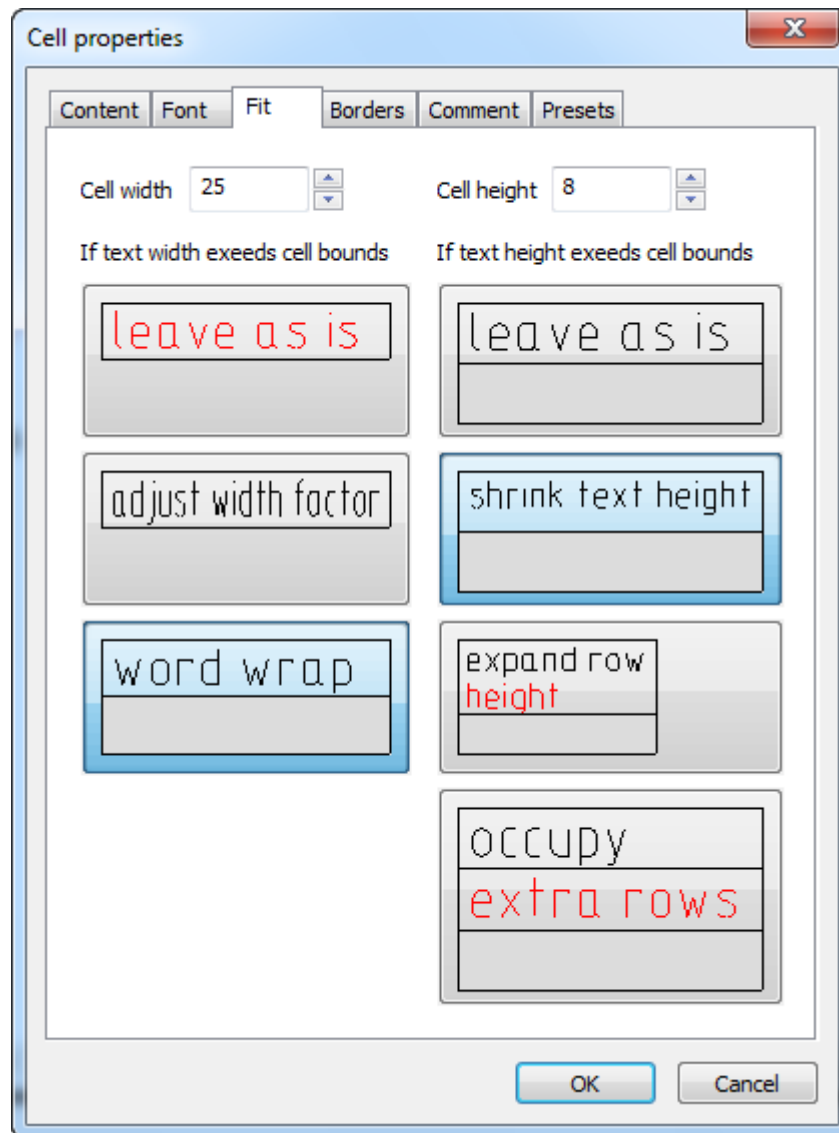 Cell properties
Content Font Fit Borders Comment Presets
Cell width 25 Cell height 8
If text width exeeds cell bounds
If text height exeeds cell bounds
leave as is
leave as is
adjust width factor
shrink text height
word wrap
expand row
height
occupy
extra rows
OK Cancel